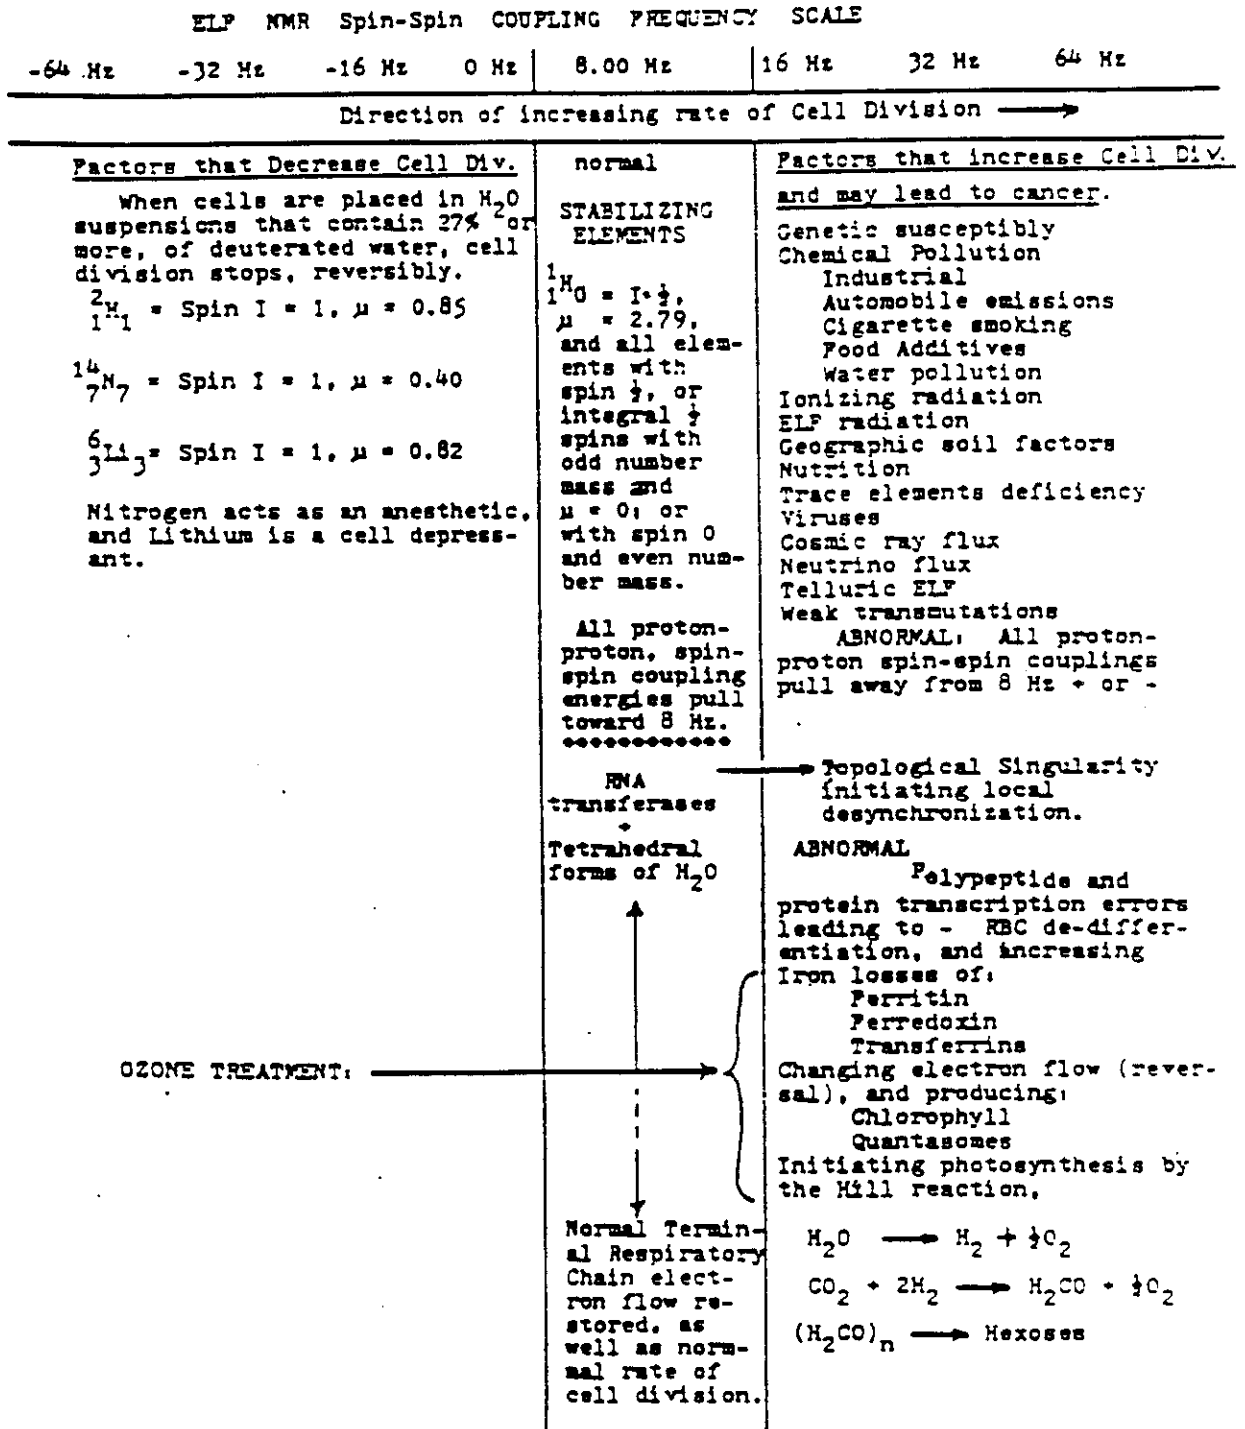 ELF NMR Spin-Spin COUPLING FREQUENCY SCALE
-64 Hz -32 Hz -16 Hz 0 Hz 8.00 Hz 16 Hz 32 Hz 64 Hz
Direction of increasing rate of Cell Division ⟶
Factors that Decrease Cell Div.
When cells are placed in H₂O
suspensions that contain 27% or
more, of deuterated water, cell
division stops, reversibly.
²₁H₁ = Spin I = 1, µ = 0.85
¹⁴₇N₇ = Spin I = 1, µ = 0.40
⁶₃Li₃= Spin I = 1, µ = 0.82
Nitrogen acts as an anesthetic,
and Lithium is a cell depress-
ant.
OZONE TREATMENT:
normal
STABILIZING
ELEMENTS
¹₁H₀ = I=½,
µ = 2.79,
and all elem-
ents with
spin ½, or
integral ½
spins with
odd number
mass and
µ = 0; or
with spin 0
and even num-
ber mass.
All proton-
proton, spin-
spin coupling
energies pull
toward 8 Hz.
************
RNA
transferases
+
Tetrahedral
forms of H₂O
Normal Termin-
al Respiratory
Chain elect-
ron flow re-
stored, as
well as norm-
mal rate of
cell division.
Factors that increase Cell Div.
and may lead to cancer.
Genetic susceptibly
Chemical Pollution
Industrial
Automobile emissions
Cigarette smoking
Food Additives
Water pollution
Ionizing radiation
ELF radiation
Geographic soil factors
Nutrition
Trace elements deficiency
Viruses
Cosmic ray flux
Neutrino flux
Telluric ELF
Weak transmutations
ABNORMAL: All proton-
proton spin-spin couplings
pull away from 8 Hz + or -
Topological Singularity
initiating local
desynchronization.
ABNORMAL
Polypeptide and
protein transcription errors
leading to - RBC de-differ-
entiation, and increasing
Iron losses of:
Ferritin
Ferredoxin
Transferrins
Changing electron flow (rever-
sal), and producing:
Chlorophyll
Quantasomes
Initiating photosynthesis by
the Hill reaction,
H₂O ⟶ H₂ + ½O₂
CO₂ + 2H₂ ⟶ H₂CO + ½O₂
(H₂CO)n ⟶ Hexoses